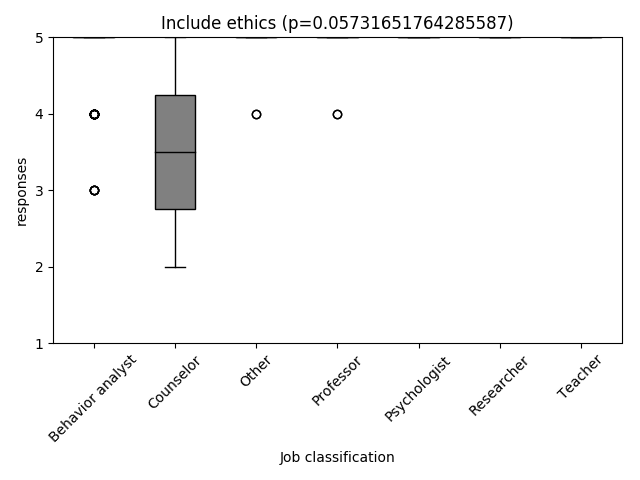 Include ethics (p=0.05731651764285587)
5
4
3
2
1
responses
Behavior analyst
Counselor
Other
Professor
Psychologist
Researcher
Teacher
Job classification